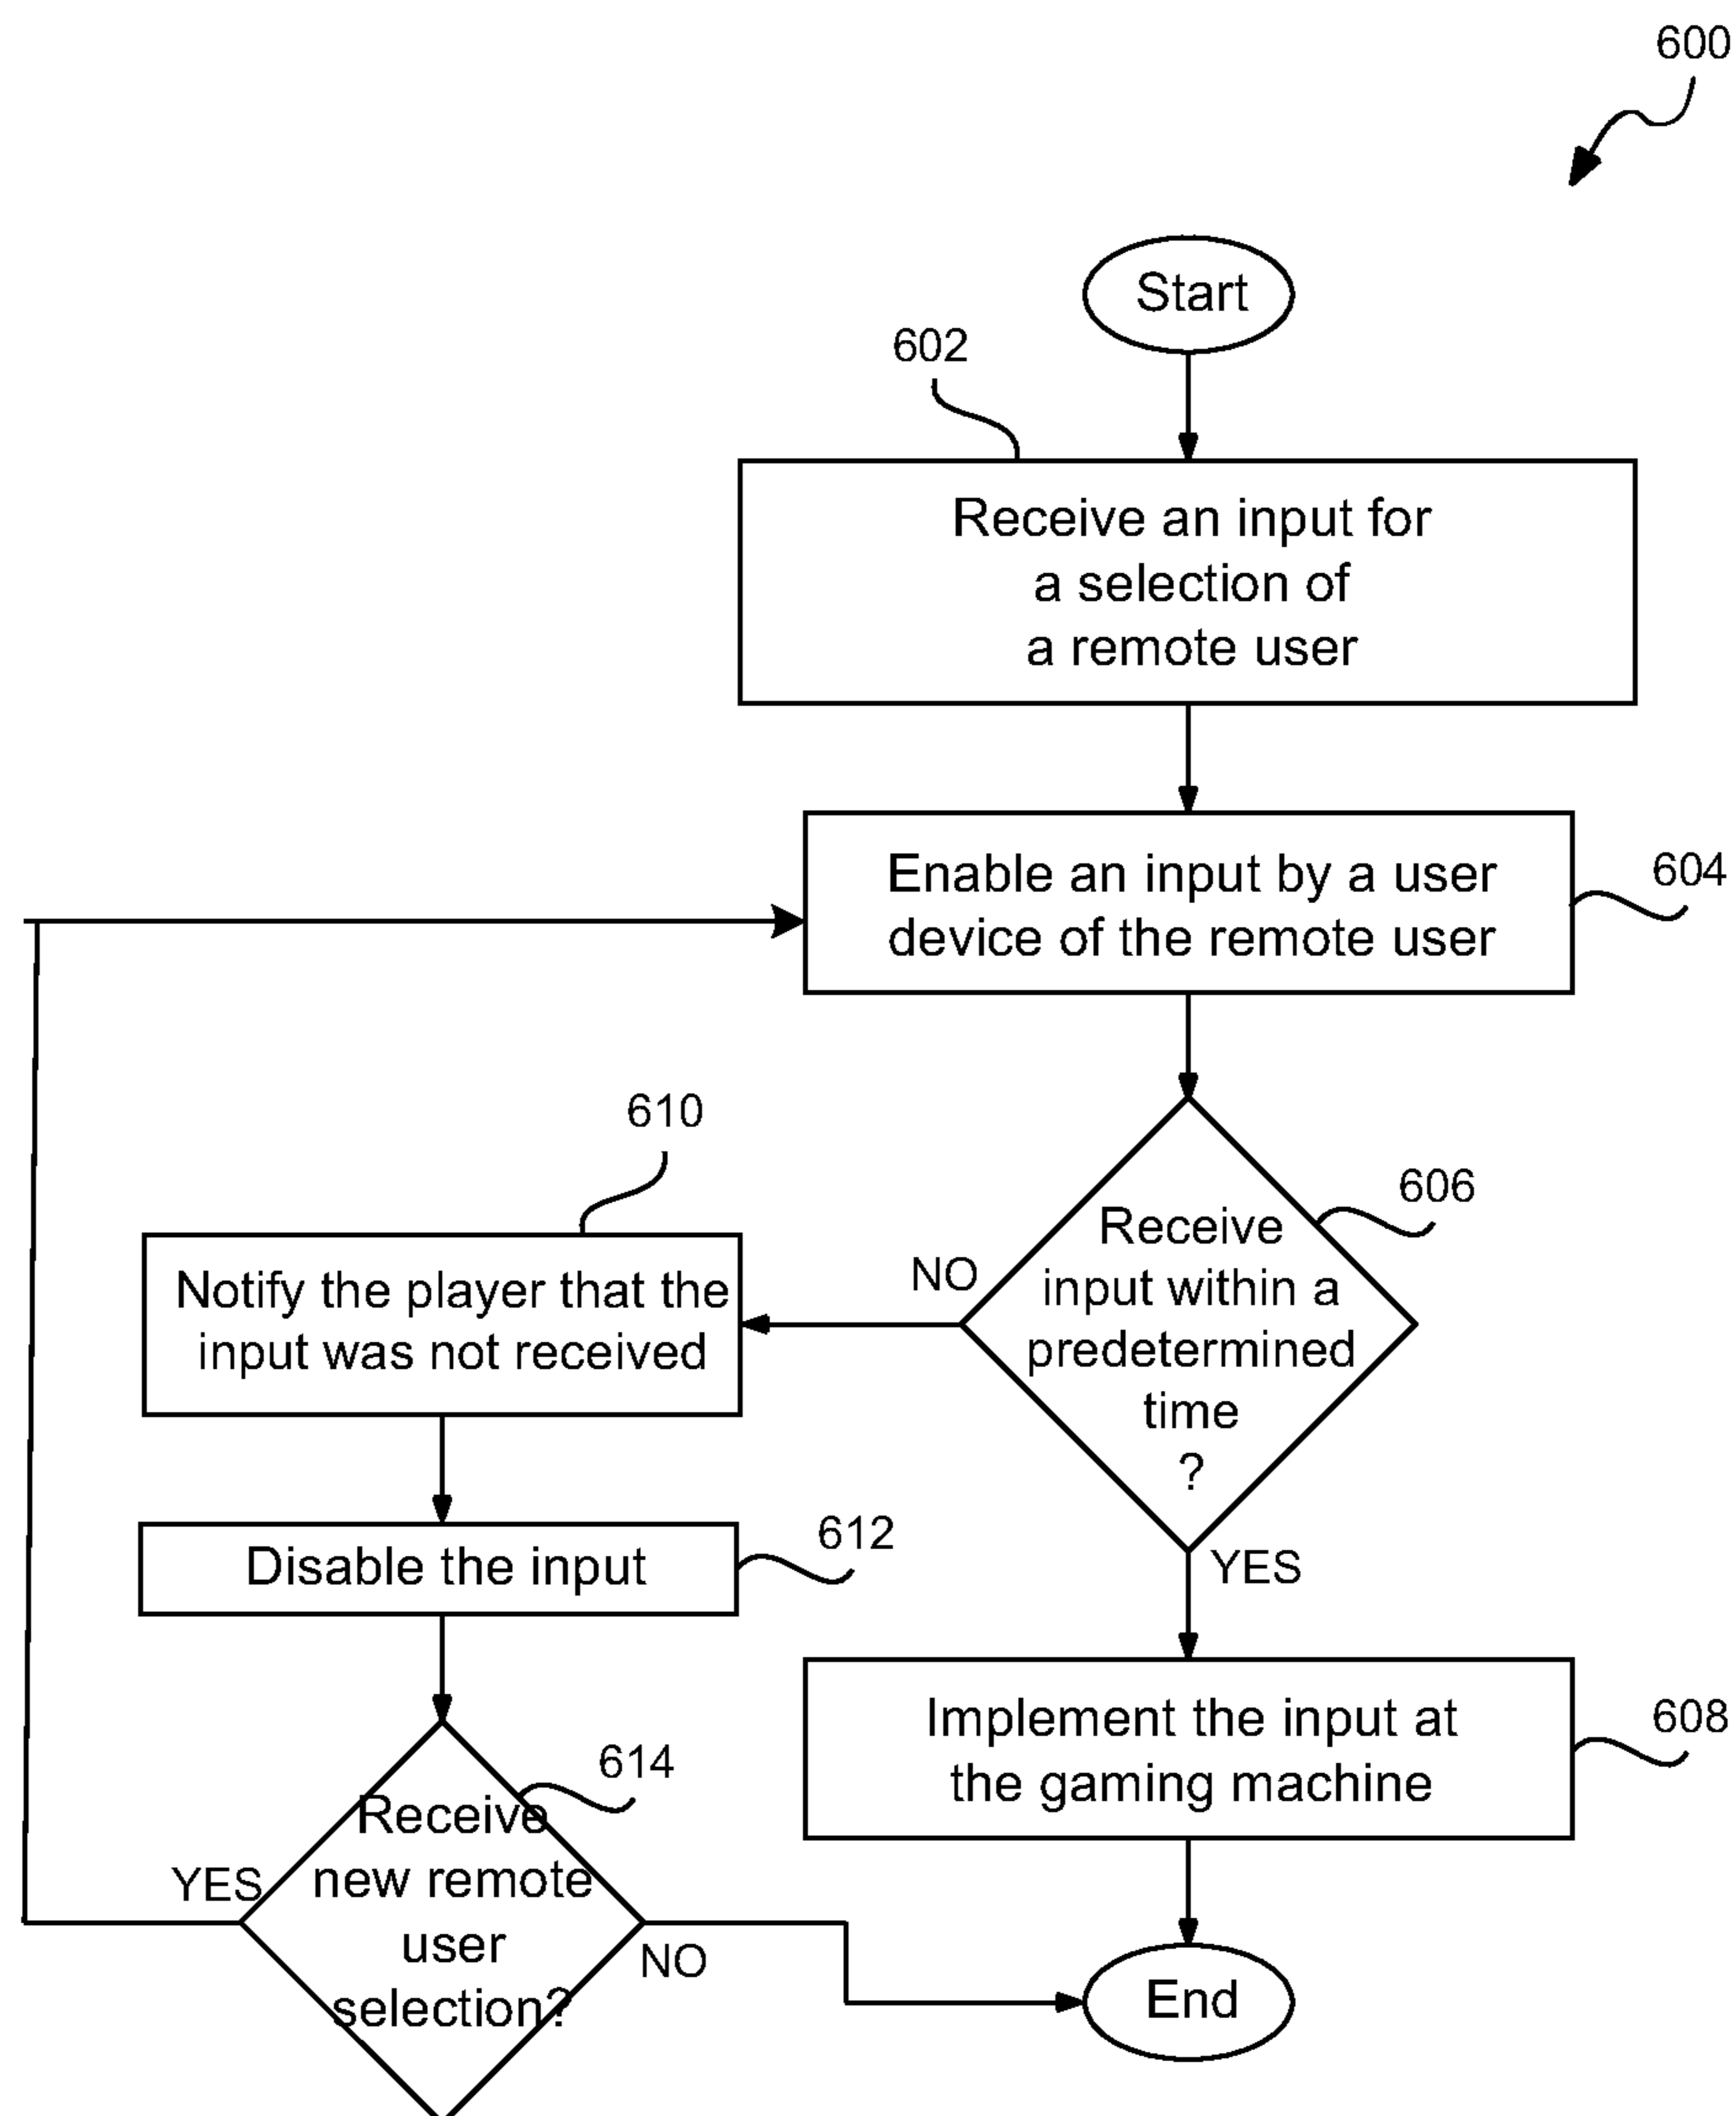 600
Start
602
Receive an input for
a selection of
a remote user
Enable an input by a user
device of the remote user
604
610
606
Receive
input within a
predetermined
time
?
NO
Notify the player that the
input was not received
YES
612
Disable the input
Implement the input at
the gaming machine
608
614
Receive
new remote
user
selection?
YES
NO
End